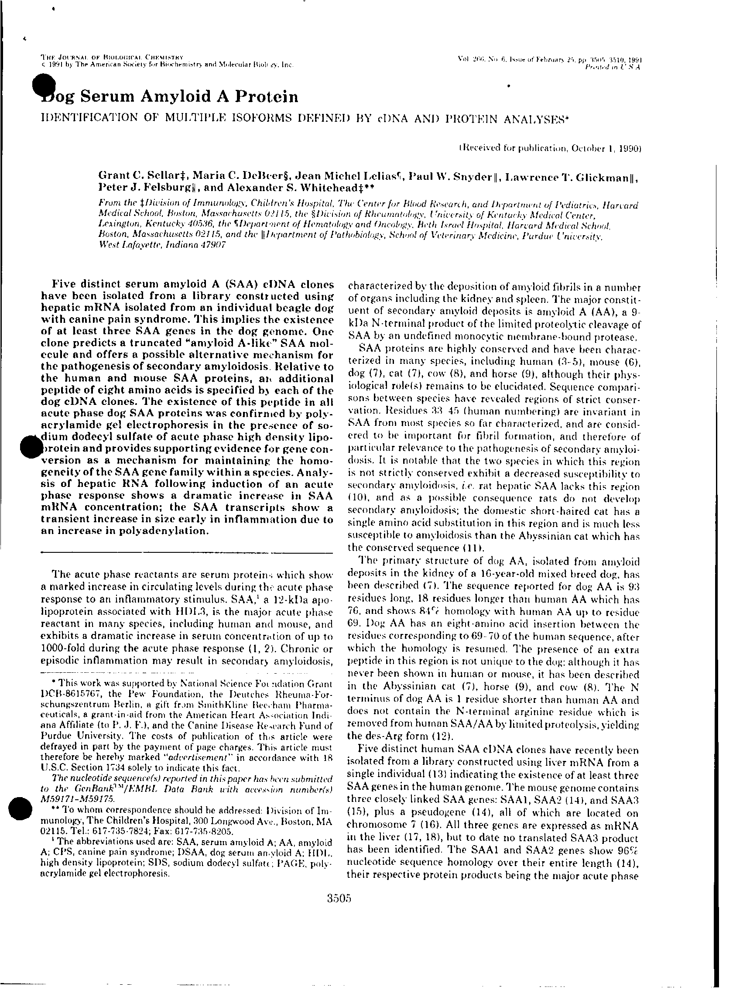 THE JOURNAL OF BIOLOGICAL CHEMISTRY
© 1991 by The American Society for Biochemistry and Molecular Biology, Inc.
Vol. 266, No. 6, Issue of February 25, pp. 3505-3510, 1991
Printed in U.S.A.
Dog Serum Amyloid A Protein
IDENTIFICATION OF MULTIPLE ISOFORMS DEFINED BY cDNA AND PROTEIN ANALYSES*
(Received for publication, October 1, 1990)
Grant C. Sellar‡, Maria C. DeBeer§, Jean Michel Lelias¶, Paul W. Snyder‖, Lawrence T. Glickman‖,
Peter J. Felsburg‖, and Alexander S. Whitehead‡**
From the ‡Division of Immunology, Children's Hospital, The Center for Blood Research, and Department of Pediatrics, Harvard
Medical School, Boston, Massachusetts 02115, the §Division of Rheumatology, University of Kentucky Medical Center,
Lexington, Kentucky 40536, the ¶Department of Hematology and Oncology, Beth Israel Hospital, Harvard Medical School,
Boston, Massachusetts 02115, and the ‖Department of Pathobiology, School of Veterinary Medicine, Purdue University,
West Lafayette, Indiana 47907
Five distinct serum amyloid A (SAA) cDNA clones
have been isolated from a library constructed using
hepatic mRNA isolated from an individual beagle dog
with canine pain syndrome. This implies the existence
of at least three SAA genes in the dog genome. One
clone predicts a truncated "amyloid A-like" SAA mol-
ecule and offers a possible alternative mechanism for
the pathogenesis of secondary amyloidosis. Relative to
the human and mouse SAA proteins, an additional
peptide of eight amino acids is specified by each of the
dog cDNA clones. The existence of this peptide in all
acute phase dog SAA proteins was confirmed by poly-
acrylamide gel electrophoresis in the presence of so-
dium dodecyl sulfate of acute phase high density lipo-
protein and provides supporting evidence for gene con-
version as a mechanism for maintaining the homo-
geneity of the SAA gene family within a species. Analy-
sis of hepatic RNA following induction of an acute
phase response shows a dramatic increase in SAA
mRNA concentration; the SAA transcripts show a
transient increase in size early in inflammation due to
an increase in polyadenylation.
The acute phase reactants are serum proteins which show
a marked increase in circulating levels during the acute phase
response to an inflammatory stimulus. SAA,¹ a 12-kDa apo-
lipoprotein associated with HDL3, is the major acute phase
reactant in many species, including human and mouse, and
exhibits a dramatic increase in serum concentration of up to
1000-fold during the acute phase response (1, 2). Chronic or
episodic inflammation may result in secondary amyloidosis,
* This work was supported by National Science Foundation Grant
DCB-8615767, the Pew Foundation, the Deutches Rheuma-For-
schungszentrum Berlin, a gift from SmithKline Beecham Pharma-
ceuticals, a grant-in-aid from the American Heart Association Indi-
ana Affiliate (to P. J. F.), and the Canine Disease Research Fund of
Purdue University. The costs of publication of this article were
defrayed in part by the payment of page charges. This article must
therefore be hereby marked "advertisement" in accordance with 18
U.S.C. Section 1734 solely to indicate this fact.
The nucleotide sequence(s) reported in this paper has been submitted
to the GenBank™/EMBL Data Bank with accession number(s)
M59171-M59175.
** To whom correspondence should be addressed: Division of Im-
munology, The Children's Hospital, 300 Longwood Ave., Boston, MA
02115. Tel.: 617-735-7824; Fax: 617-735-8205.
¹ The abbreviations used are: SAA, serum amyloid A; AA, amyloid
A; CPS, canine pain syndrome; DSAA, dog serum amyloid A; HDL,
high density lipoprotein; SDS, sodium dodecyl sulfate; PAGE, poly-
acrylamide gel electrophoresis.
characterized by the deposition of amyloid fibrils in a number
of organs including the kidney and spleen. The major constit-
uent of secondary amyloid deposits is amyloid A (AA), a 9-
kDa N-terminal product of the limited proteolytic cleavage of
SAA by an undefined monocytic membrane-bound protease.
SAA proteins are highly conserved and have been charac-
terized in many species, including human (3-5), mouse (6),
dog (7), cat (7), cow (8), and horse (9), although their phys-
iological role(s) remains to be elucidated. Sequence compari-
sons between species have revealed regions of strict conser-
vation. Residues 33-45 (human numbering) are invariant in
SAA from most species so far characterized, and are consid-
ered to be important for fibril formation, and therefore of
particular relevance to the pathogenesis of secondary amyloi-
dosis. It is notable that the two species in which this region
is not strictly conserved exhibit a decreased susceptibility to
secondary amyloidosis, i.e. rat hepatic SAA lacks this region
(10), and as a possible consequence rats do not develop
secondary amyloidosis; the domestic short-haired cat has a
single amino acid substitution in this region and is much less
susceptible to amyloidosis than the Abyssinian cat which has
the conserved sequence (11).
The primary structure of dog AA, isolated from amyloid
deposits in the kidney of a 16-year-old mixed breed dog, has
been described (7). The sequence reported for dog AA is 93
residues long, 18 residues longer than human AA which has
76, and shows 84% homology with human AA up to residue
69. Dog AA has an eight-amino acid insertion between the
residues corresponding to 69-70 of the human sequence, after
which the homology is resumed. The presence of an extra
peptide in this region is not unique to the dog; although it has
never been shown in human or mouse, it has been described
in the Abyssinian cat (7), horse (9), and cow (8). The N
terminus of dog AA is 1 residue shorter than human AA and
does not contain the N-terminal arginine residue which is
removed from human SAA/AA by limited proteolysis, yielding
the des-Arg form (12).
Five distinct human SAA cDNA clones have recently been
isolated from a library constructed using liver mRNA from a
single individual (13) indicating the existence of at least three
SAA genes in the human genome. The mouse genome contains
three closely linked SAA genes: SAA1, SAA2 (14), and SAA3
(15), plus a pseudogene (14), all of which are located on
chromosome 7 (16). All three genes are expressed as mRNA
in the liver (17, 18), but to date no translated SAA3 product
has been identified. The SAA1 and SAA2 genes show 96%
nucleotide sequence homology over their entire length (14),
their respective protein products being the major acute phase
3505